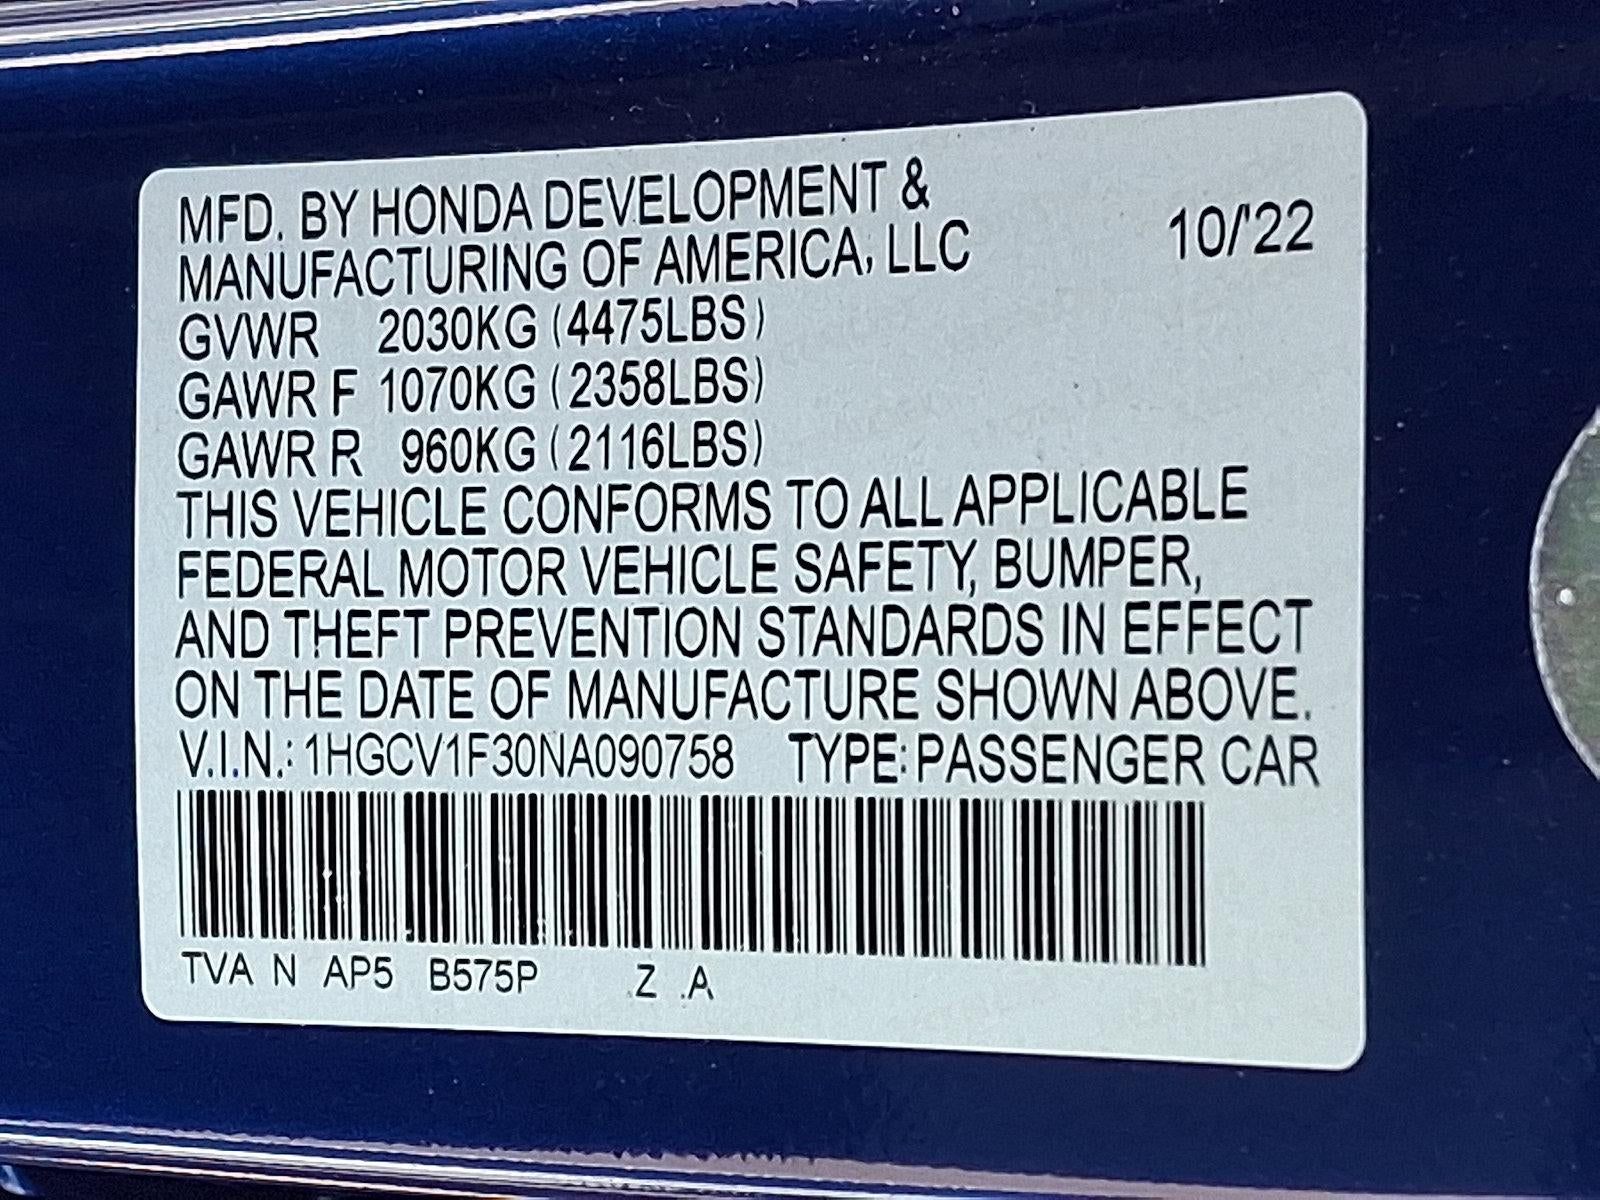 MFD. BY HONDA DEVELOPMENT &
MANUFACTURING OF AMERICA, LLC 10/'22
GVWR 2030KG (4475LBS)
GAWR F 1070KG (2358LBS)
GAWR R 960KG (2116LBS)
THIS VEHICLE CONFORMS TO ALL APPLICABLE
FEDERAL MOTOR VEHICLE SAFETY, BUMPER,
AND THEFT PREVENTION STANDARDS IN EFFECT
ON THE DATE OF MANUFACTURE SHOWN ABOVE.
V.I.N.: 1HGCV1F30NA090758 TYPE: PASSENGER CAR
TVA N AP5 B575P Z A